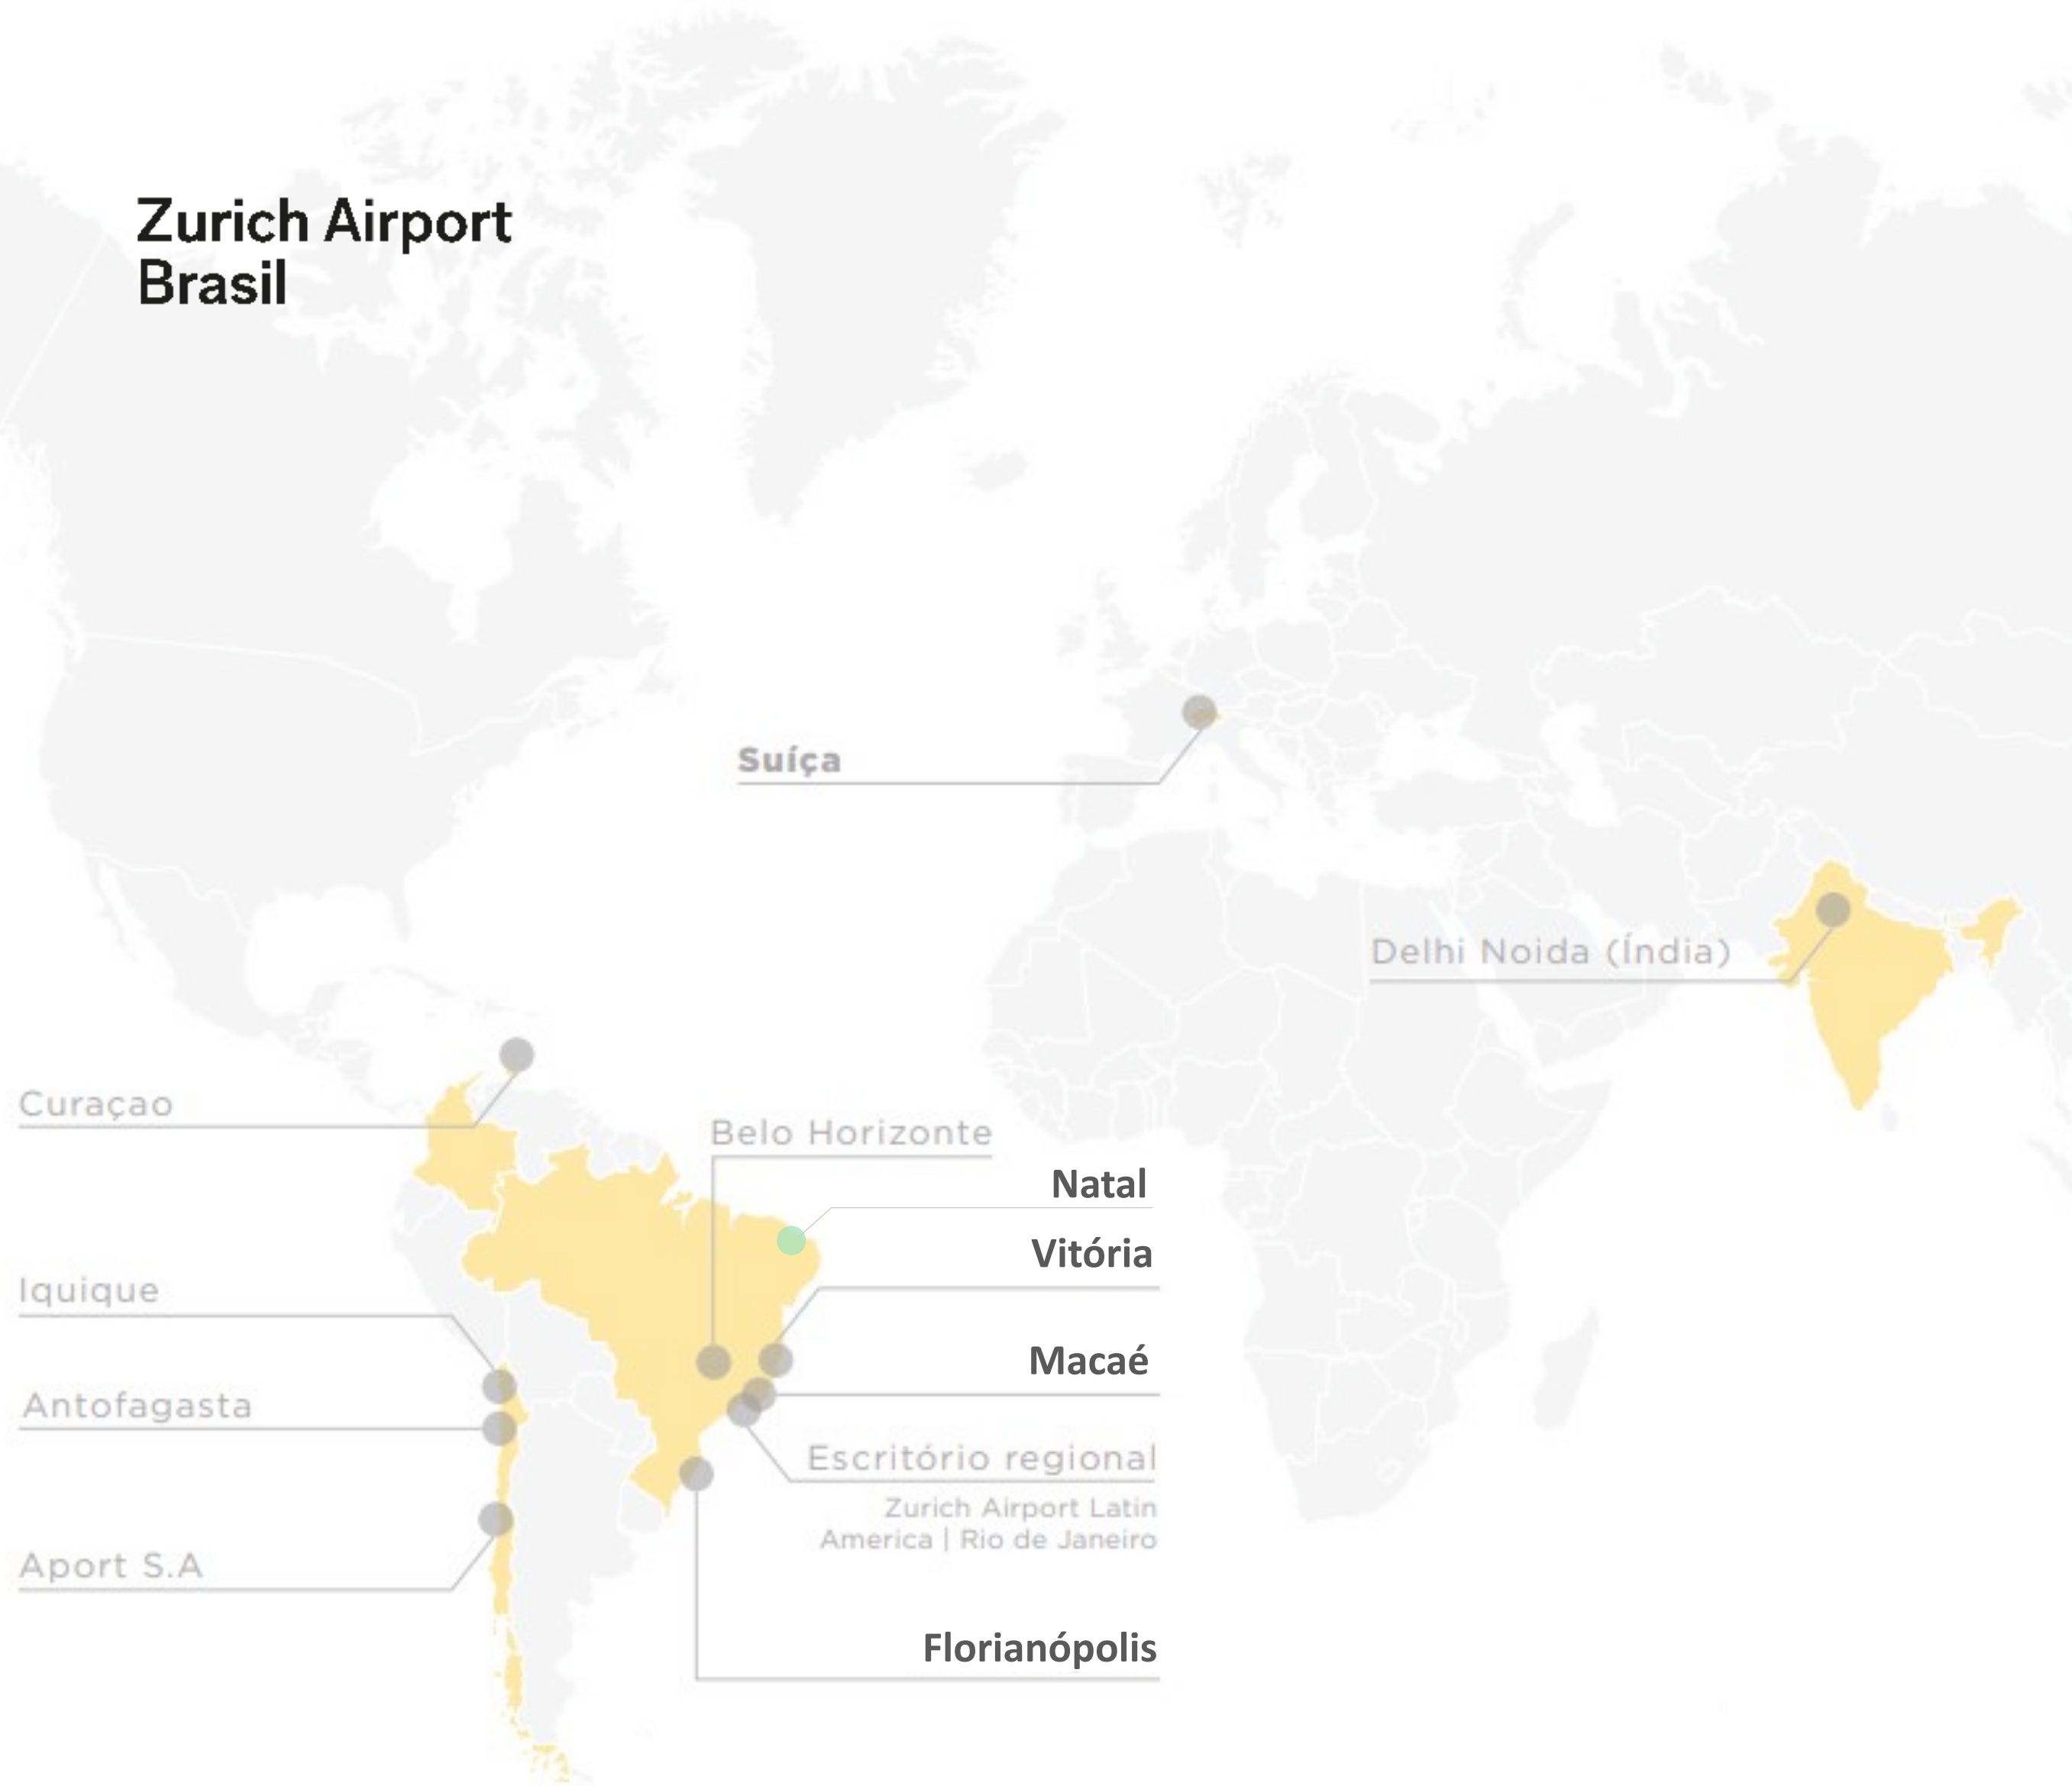 Zurich Airport
Brasil
Suíça
Delhi Noida (Índia)
Curaçao
Belo Horizonte
Natal
Vitória
Iquique
Macaé
Antofagasta
Escritório regional
Zurich Airport Latin
America | Rio de Janeiro
Aport S.A
Florianópolis